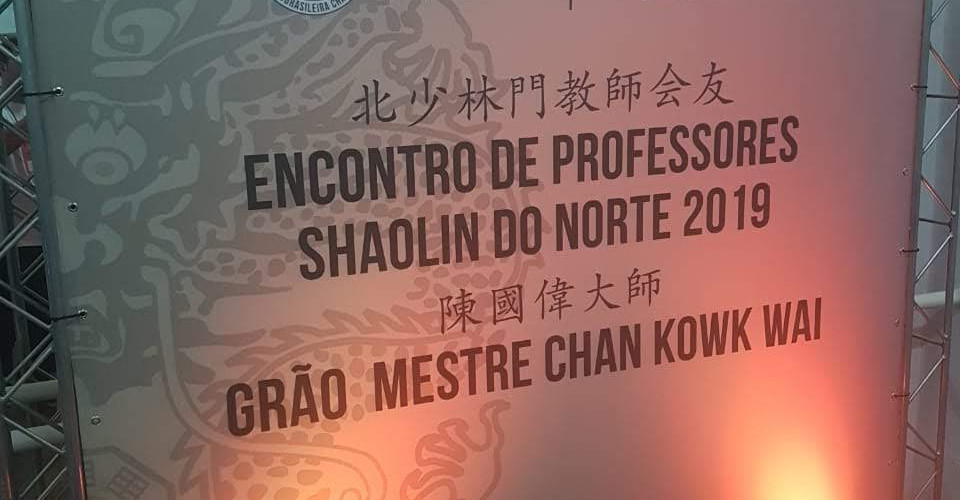 BRASILEIRA
北少林門教師会友
ENCONTRO DE PROFESSORES
SHAOLIN DO NORTE 2019
陳國偉大師
GRÃO MESTRE CHAN KOWK WAI